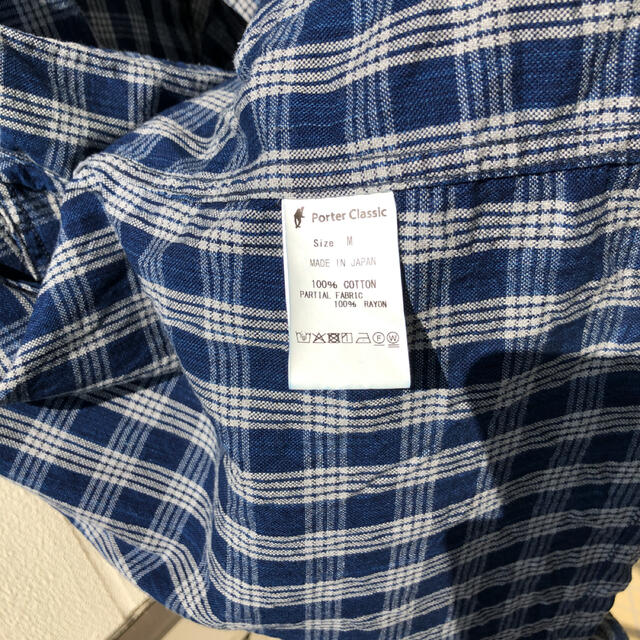 Porter Classic
Size M
MADE IN JAPAN
100% COTTON
PARTIAL FABRIC
100% RAYON